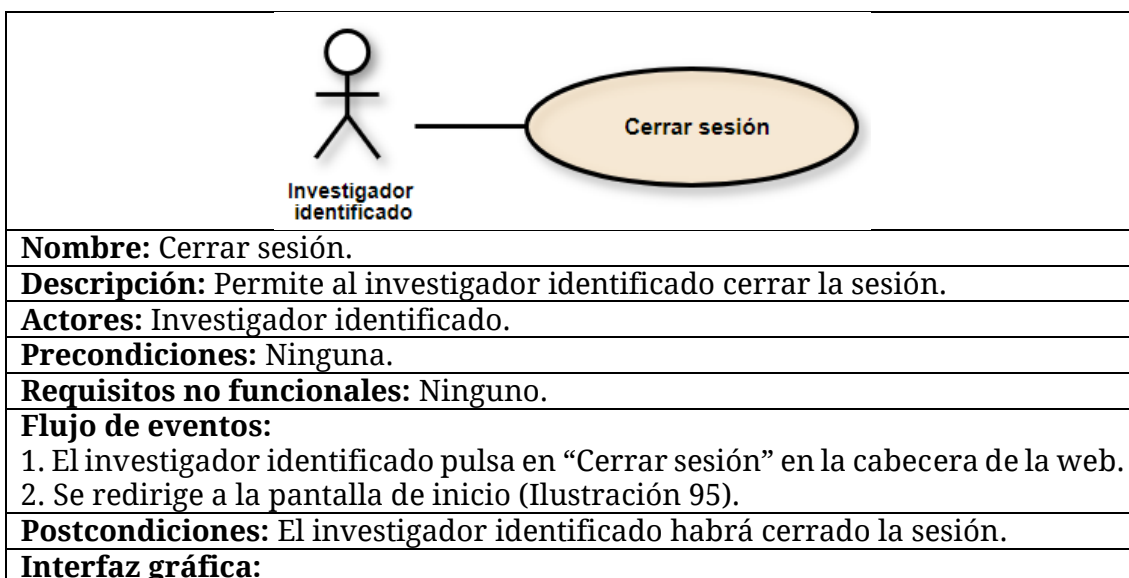 Cerrar sesión
Investigador
identificado
Nombre: Cerrar sesión.
Descripción: Permite al investigador identificado cerrar la sesión.
Actores: Investigador identificado.
Precondiciones: Ninguna.
Requisitos no funcionales: Ninguno.
Flujo de eventos:
1. El investigador identificado pulsa en “Cerrar sesión” en la cabecera de la web.
2. Se redirige a la pantalla de inicio (Ilustración 95).
Postcondiciones: El investigador identificado habrá cerrado la sesión.
Interfaz gráfica: